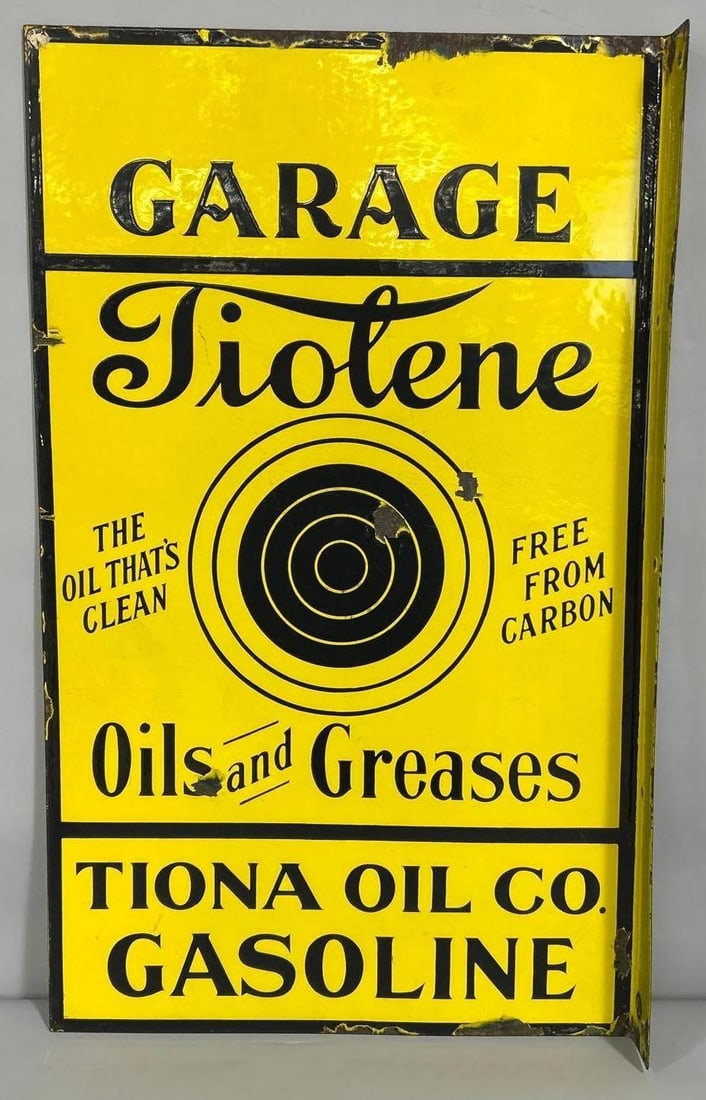 GARAGE
Tiolene
THE
OIL THAT'S
CLEAN
FREE
FROM
CARBON
Oils and Greases
TIONA OIL CO.
GASOLINE